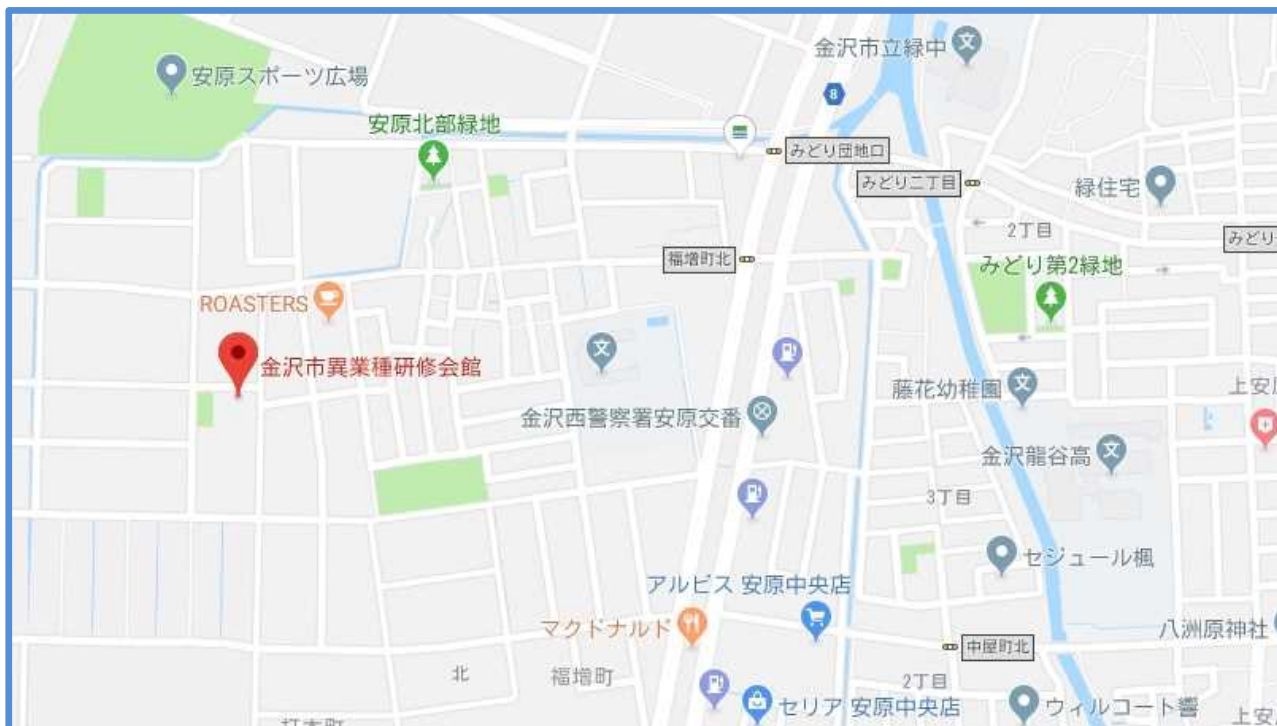 金沢市立緑中
文
安原スポーツ広場
8
安原北部緑地
みどり団地口
みどり二丁目
緑住宅
2丁目
みどり
福増町北
みどり第2緑地
ROASTERS
文
金沢市異業種研修会館
藤花幼稚園
文
上安
金沢西警察署安原交番
金沢龍谷高
文
3丁目
セジュール楓
アルビス 安原中央店
マクドナルド
八洲原神社
中屋町北
北
福増町
2丁目
セリア 安原中央店
ウィルコート響
上安